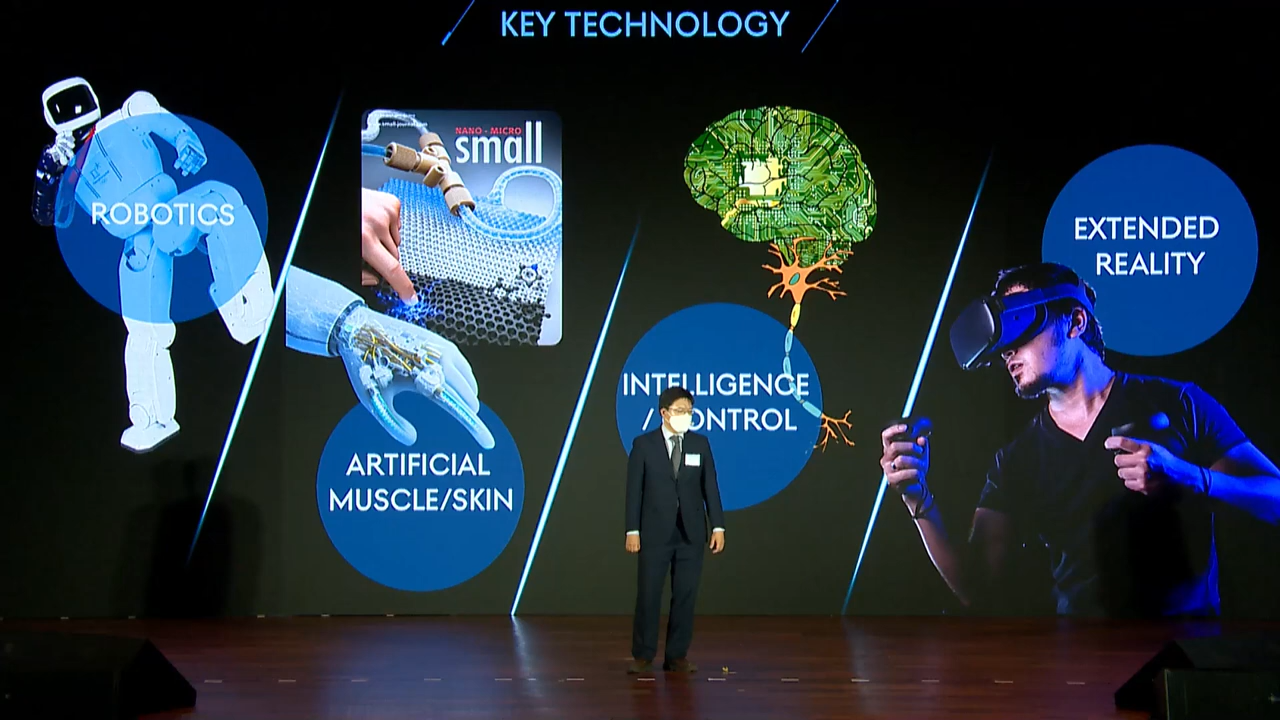 KEY TECHNOLOGY
ROBOTICS
NANO - MICRO
small
ARTIFICIAL
MUSCLE/SKIN
INTELLIGENCE
/ CONTROL
EXTENDED
REALITY